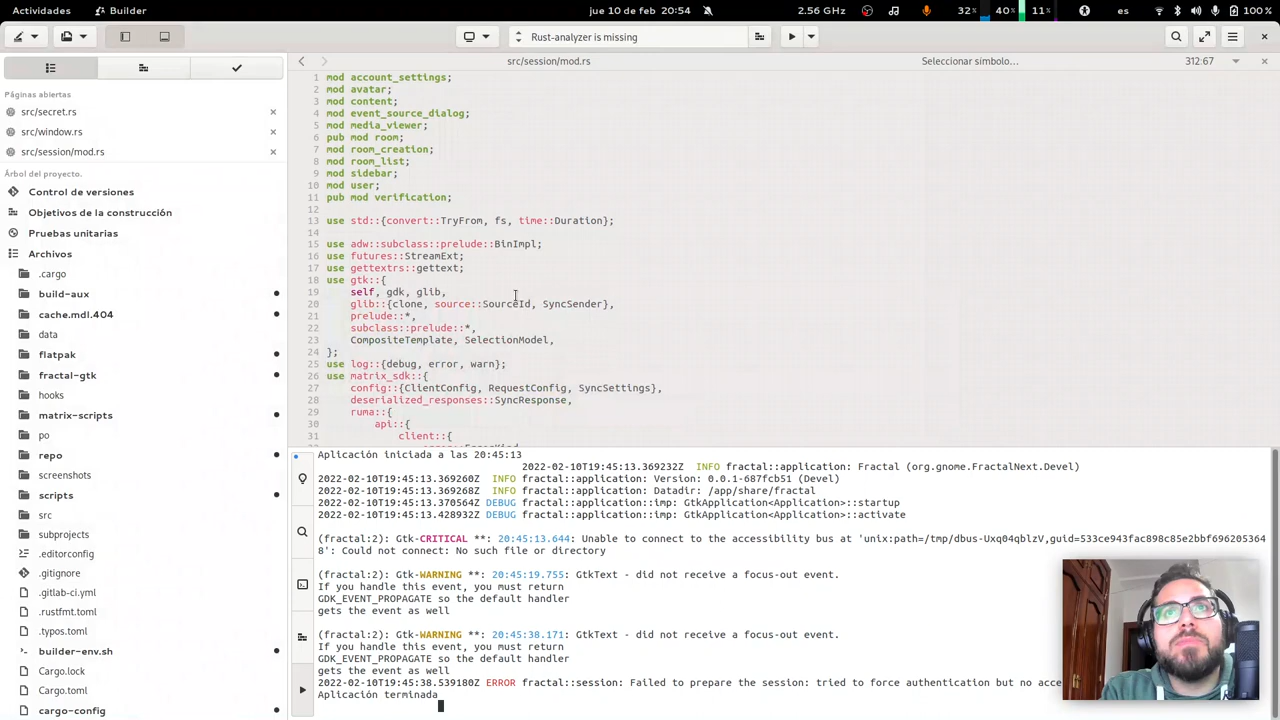 Actividades
Builder
jue 10 de feb 20:54
2.56 GHz
32%
40%
11%
es
100 %
Rust-analyzer is missing
src/session/mod.rs
Seleccionar símbolo…
312:67
Páginas abiertas
src/secret.rs
src/window.rs
src/session/mod.rs
Árbol del proyecto.
Control de versiones
Objetivos de la construcción
Pruebas unitarias
Archivos
.cargo
build-aux
cache.mdl.404
data
flatpak
fractal-gtk
hooks
matrix-scripts
po
repo
screenshots
scripts
src
subprojects
.editorconfig
.gitignore
.gitlab-ci.yml
.rustfmt.toml
.typos.toml
builder-env.sh
Cargo.lock
Cargo.toml
cargo-config
1 mod account_settings;
2 mod avatar;
3 mod content;
4 mod event_source_dialog;
5 mod media_viewer;
6 pub mod room;
7 mod room_creation;
8 mod room_list;
9 mod sidebar;
10 mod user;
11 pub mod verification;
12
13 use std::{convert::TryFrom, fs, time::Duration};
14
15 use adw::subclass::prelude::BinImpl;
16 use futures::StreamExt;
17 use gettextrs::gettext;
18 use gtk::{
19 self, gdk, glib,
20 glib::{clone, source::SourceId, SyncSender},
21 prelude::*,
22 subclass::prelude::*,
23 CompositeTemplate, SelectionModel,
24 };
25 use log::{debug, error, warn};
26 use matrix_sdk::{
27 config::{ClientConfig, RequestConfig, SyncSettings},
28 deserialized_responses::SyncResponse,
29 ruma::{
30 api::{
31 client::{
Aplicación iniciada a las 20:45:13
2022-02-10T19:45:13.369232Z INFO fractal::application: Fractal (org.gnome.FractalNext.Devel)
2022-02-10T19:45:13.369260Z INFO fractal::application: Version: 0.0.1-687fcb51 (Devel)
2022-02-10T19:45:13.369268Z INFO fractal::application: Datadir: /app/share/fractal
2022-02-10T19:45:13.370564Z DEBUG fractal::application::imp: GtkApplication<Application>::startup
2022-02-10T19:45:13.428932Z DEBUG fractal::application::imp: GtkApplication<Application>::activate
(fractal:2): Gtk-CRITICAL **: 20:45:13.644: Unable to connect to the accessibility bus at 'unix:path=/tmp/dbus-Uxq04qblzV,guid=533ce943fac898c85e2bbf696205364
8': Could not connect: No such file or directory
(fractal:2): Gtk-WARNING **: 20:45:19.755: GtkText - did not receive a focus-out event.
If you handle this event, you must return
GDK_EVENT_PROPAGATE so the default handler
gets the event as well
(fractal:2): Gtk-WARNING **: 20:45:38.171: GtkText - did not receive a focus-out event.
If you handle this event, you must return
GDK_EVENT_PROPAGATE so the default handler
gets the event as well
2022-02-10T19:45:38.539180Z ERROR fractal::session: Failed to prepare the session: tried to force authentication but no acce
Aplicación terminada